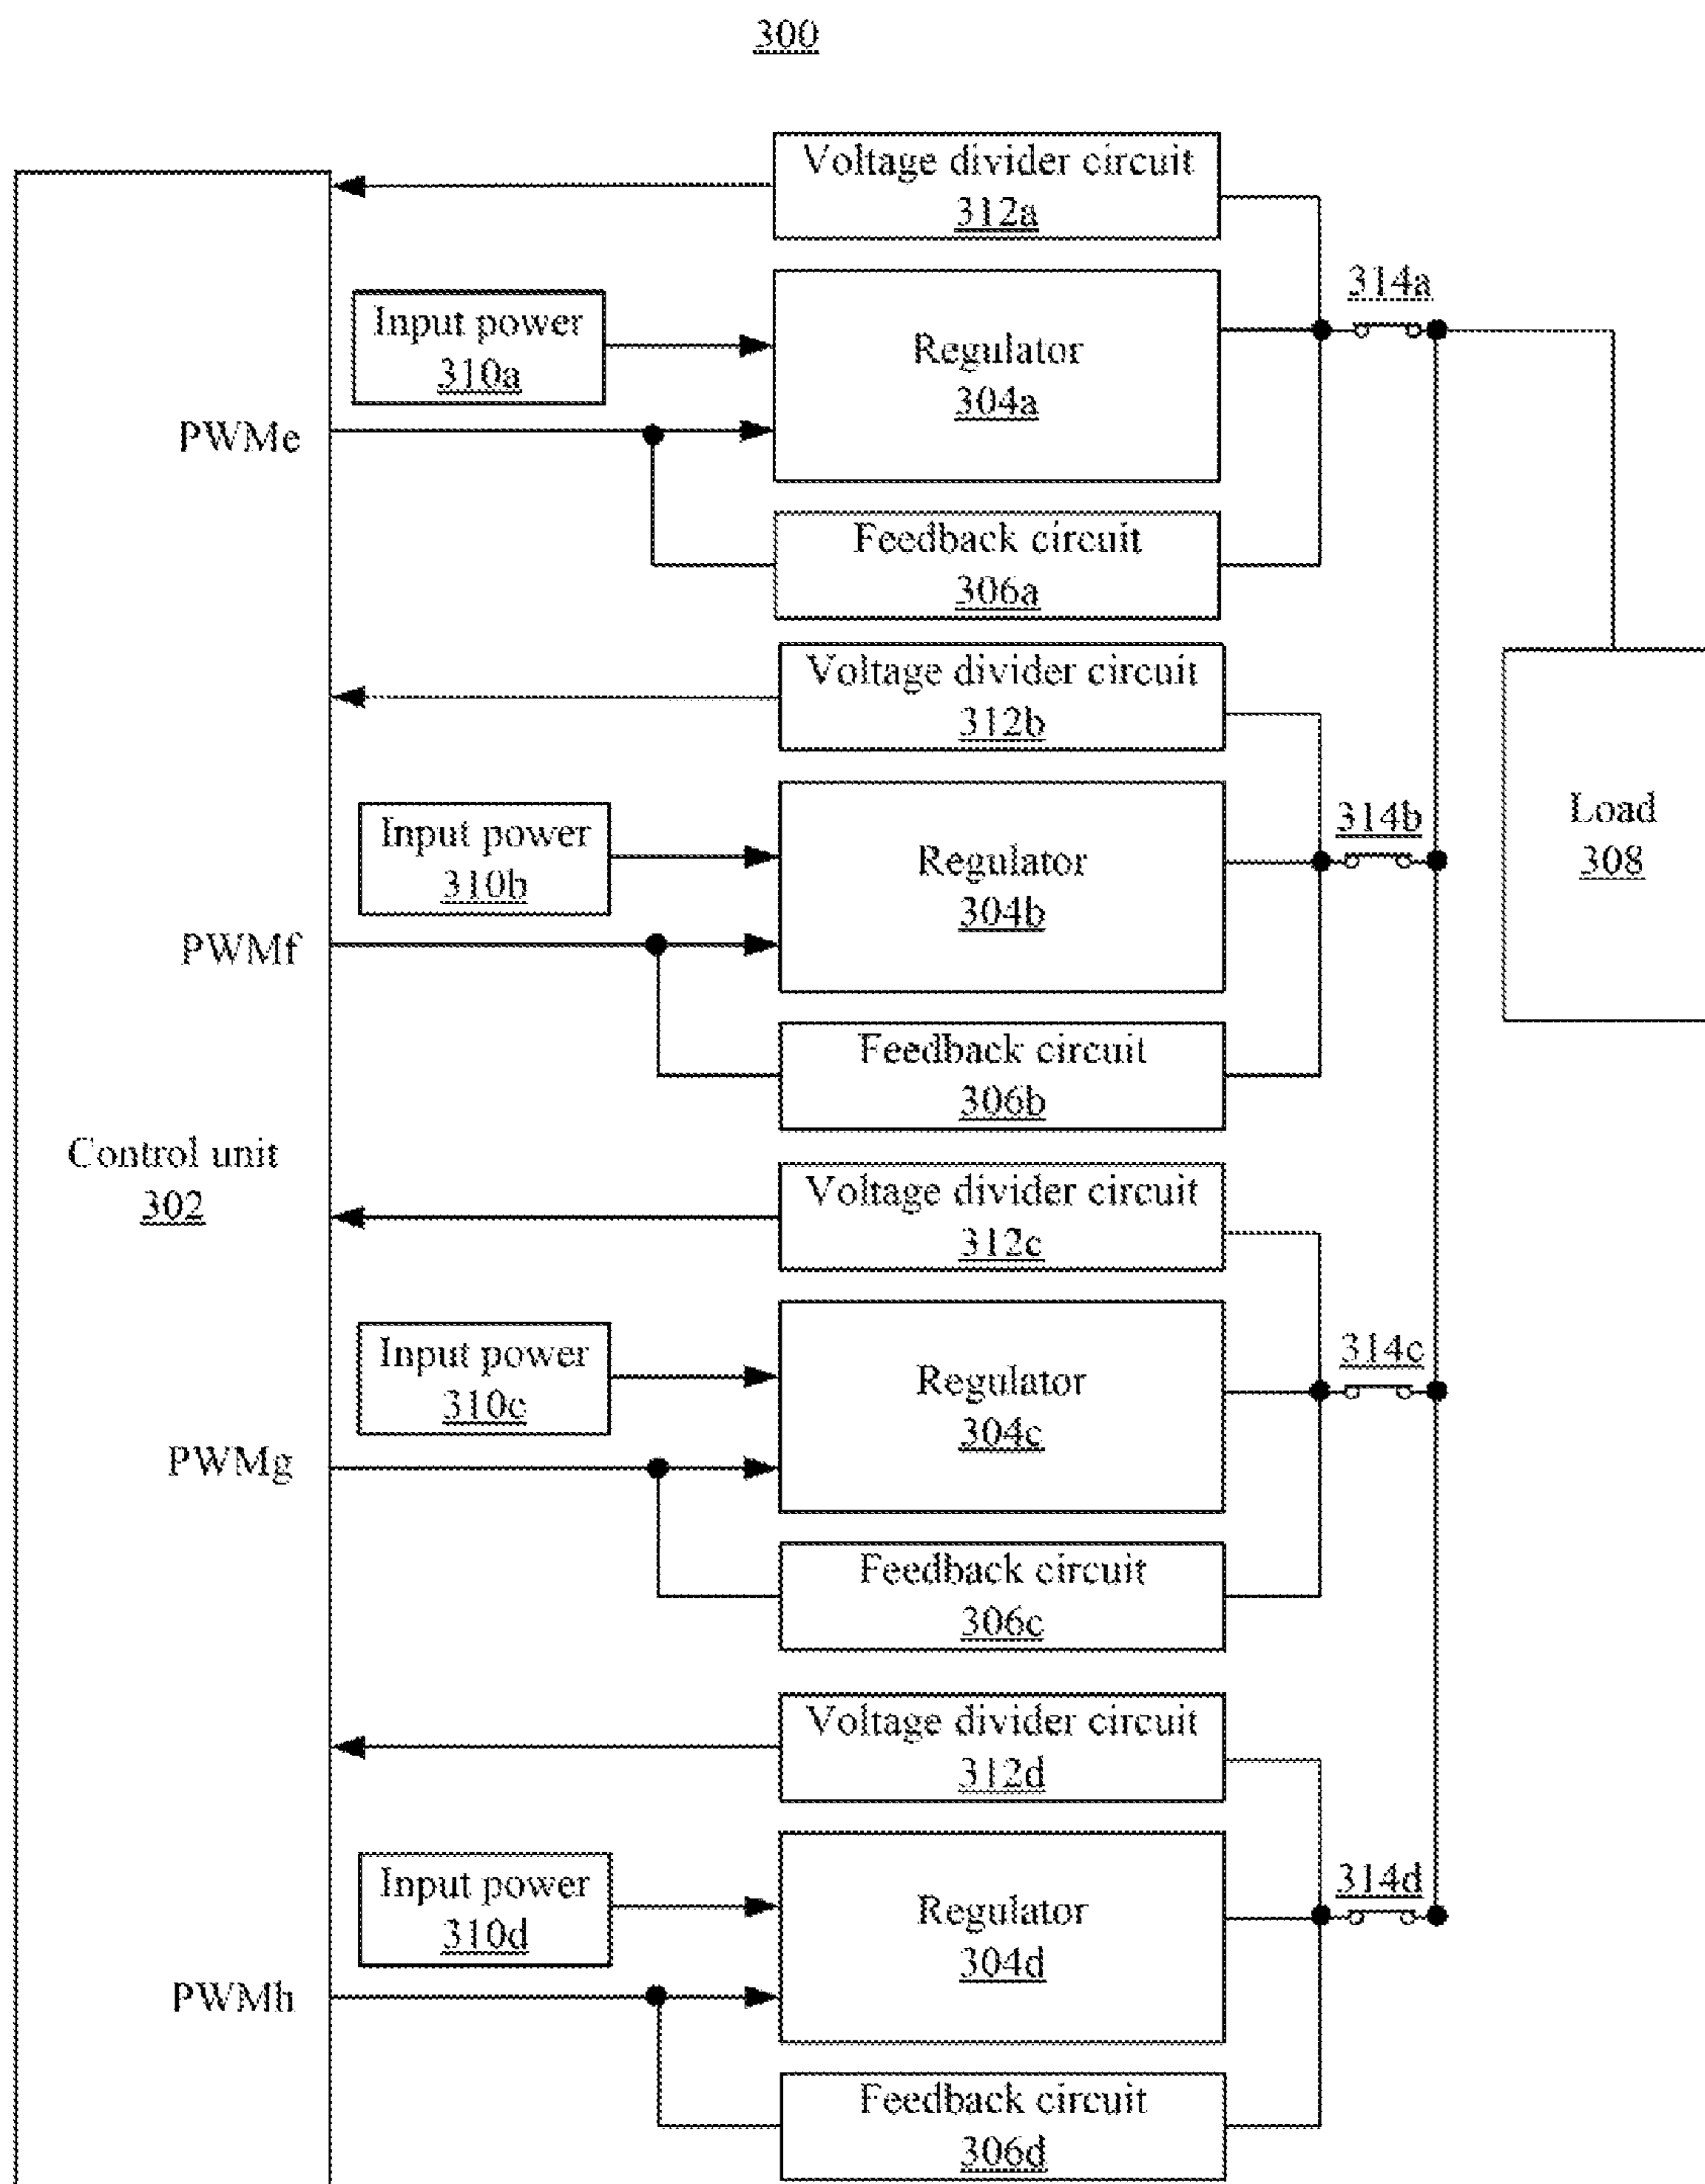 300
Voltage divider circuit
312a
314a
Input power
310a
Regulator
304a
PWMe
Feedback circuit
306a
Voltage divider circuit
312b
314b
Input power
310b
Regulator
304b
Load
308
PWMf
Feedback circuit
306b
Control unit
302
Voltage divider circuit
312c
314c
Input power
310c
Regulator
304c
PWMg
Feedback circuit
306c
Voltage divider circuit
312d
314d
Input power
310d
Regulator
304d
PWMh
Feedback circuit
306d